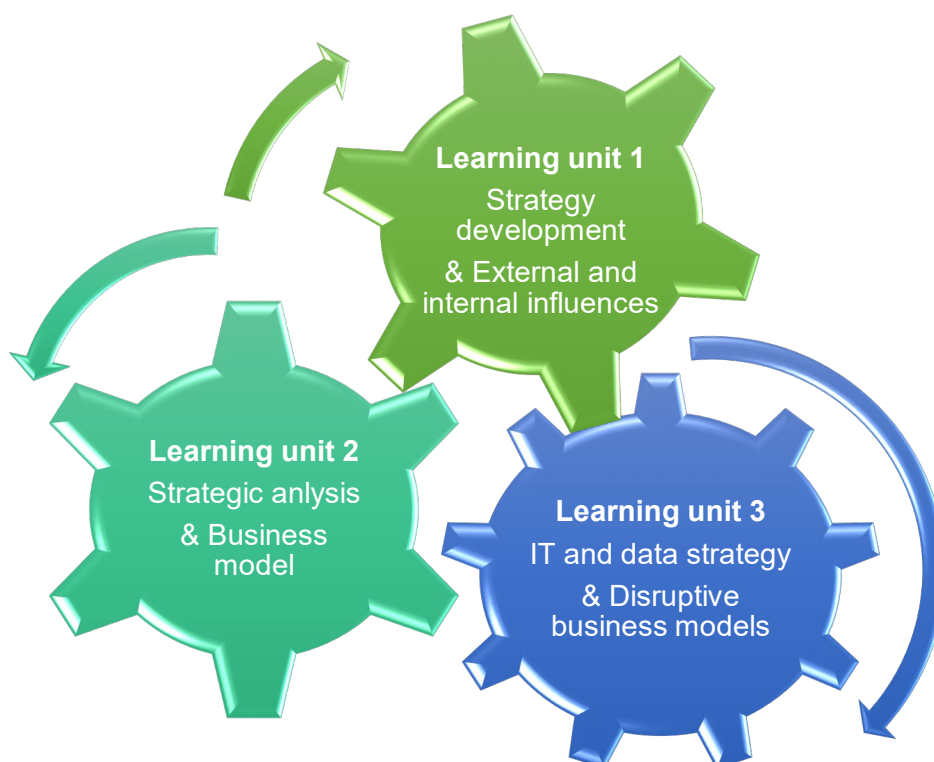 Learning unit 1
Strategy
development
& External and
internal influences
Learning unit 2
Strategic anlysis
& Business
model
Learning unit 3
IT and data strategy
& Disruptive
business models